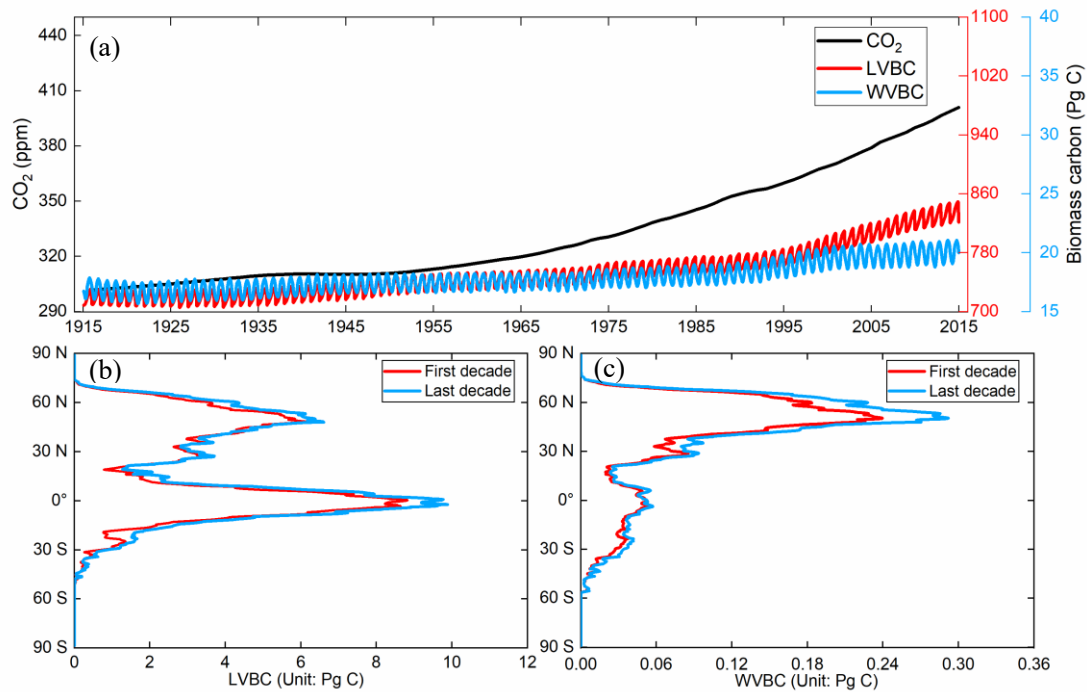 (a)
CO₂
LVBC
WVBC
440
410
380
350
320
290
CO₂ (ppm)
1100
1020
940
860
780
700
40
35
30
25
20
15
Biomass carbon (Pg C)
1915 1925 1935 1945 1955 1965 1975 1985 1995 2005 2015
(b)
First decade
Last decade
90 N
60 N
30 N
0°
30 S
60 S
90 S
0 2 4 6 8 10 12
LVBC (Unit: Pg C)
(c)
First decade
Last decade
90 N
60 N
30 N
0°
30 S
60 S
90 S
0.00 0.06 0.12 0.18 0.24 0.30 0.36
WVBC (Unit: Pg C)